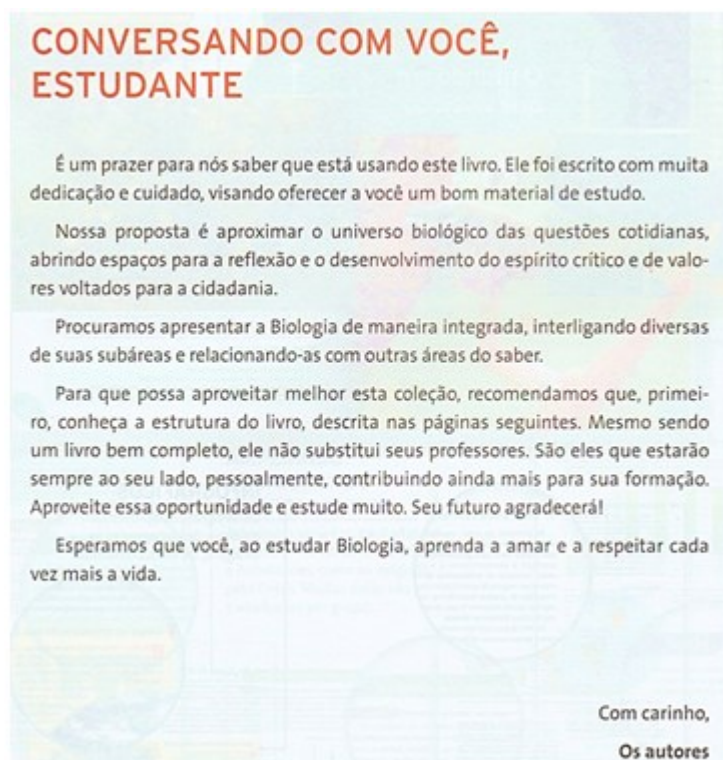 CONVERSANDO COM VOCÊ,
ESTUDANTE
É um prazer para nós saber que está usando este livro. Ele foi escrito com muita
dedicação e cuidado, visando oferecer a você um bom material de estudo.
Nossa proposta é aproximar o universo biológico das questões cotidianas,
abrindo espaços para a reflexão e o desenvolvimento do espírito crítico e de valo-
res voltados para a cidadania.
Procuramos apresentar a Biologia de maneira integrada, interligando diversas
de suas subáreas e relacionando-as com outras áreas do saber.
Para que possa aproveitar melhor esta coleção, recomendamos que, primei-
ro, conheça a estrutura do livro, descrita nas páginas seguintes. Mesmo sendo
um livro bem completo, ele não substitui seus professores. São eles que estarão
sempre ao seu lado, pessoalmente, contribuindo ainda mais para sua formação.
Aproveite essa oportunidade e estude muito. Seu futuro agradecerá!
Esperamos que você, ao estudar Biologia, aprenda a amar e a respeitar cada
vez mais a vida.
Com carinho,
Os autores